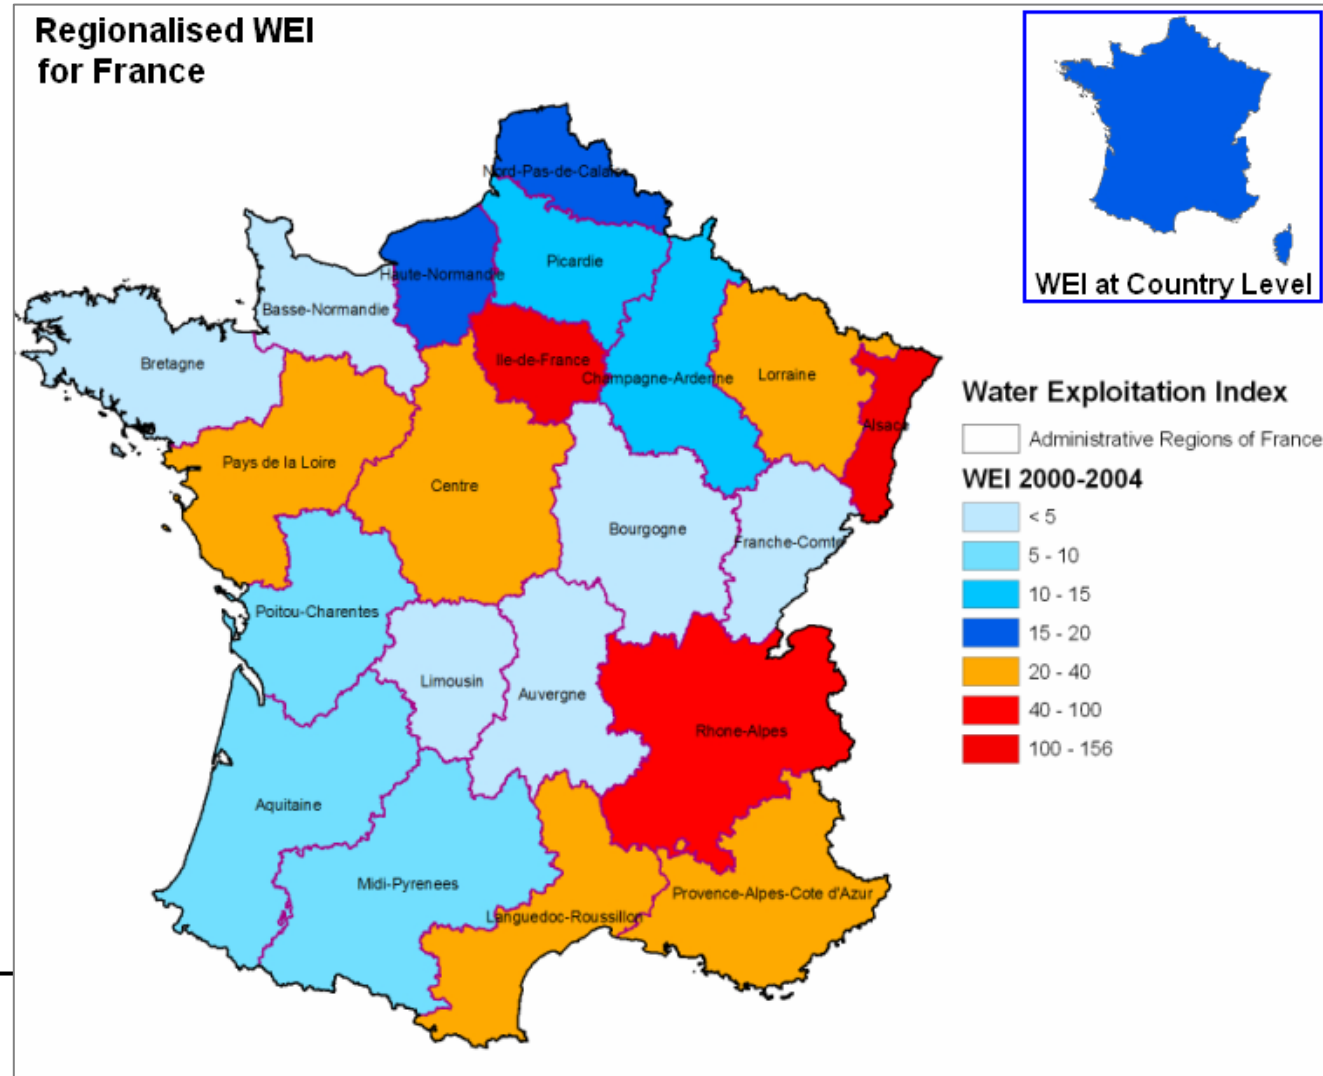 Regionalised WEI
for France
WEI at Country Level
Nord-Pas-de-Calais
Picardie
Haute-Normandie
Basse-Normandie
Bretagne
Ile-de-France
Champagne-Ardenne
Lorraine
Alsace
Pays de la Loire
Centre
Bourgogne
Franche-Comte
Poitou-Charentes
Limousin
Auvergne
Rhone-Alpes
Aquitaine
Midi-Pyrenees
Languedoc-Roussillon
Provence-Alpes-Cote d'Azur
Water Exploitation Index
Administrative Regions of France
WEI 2000-2004
< 5
5 - 10
10 - 15
15 - 20
20 - 40
40 - 100
100 - 156